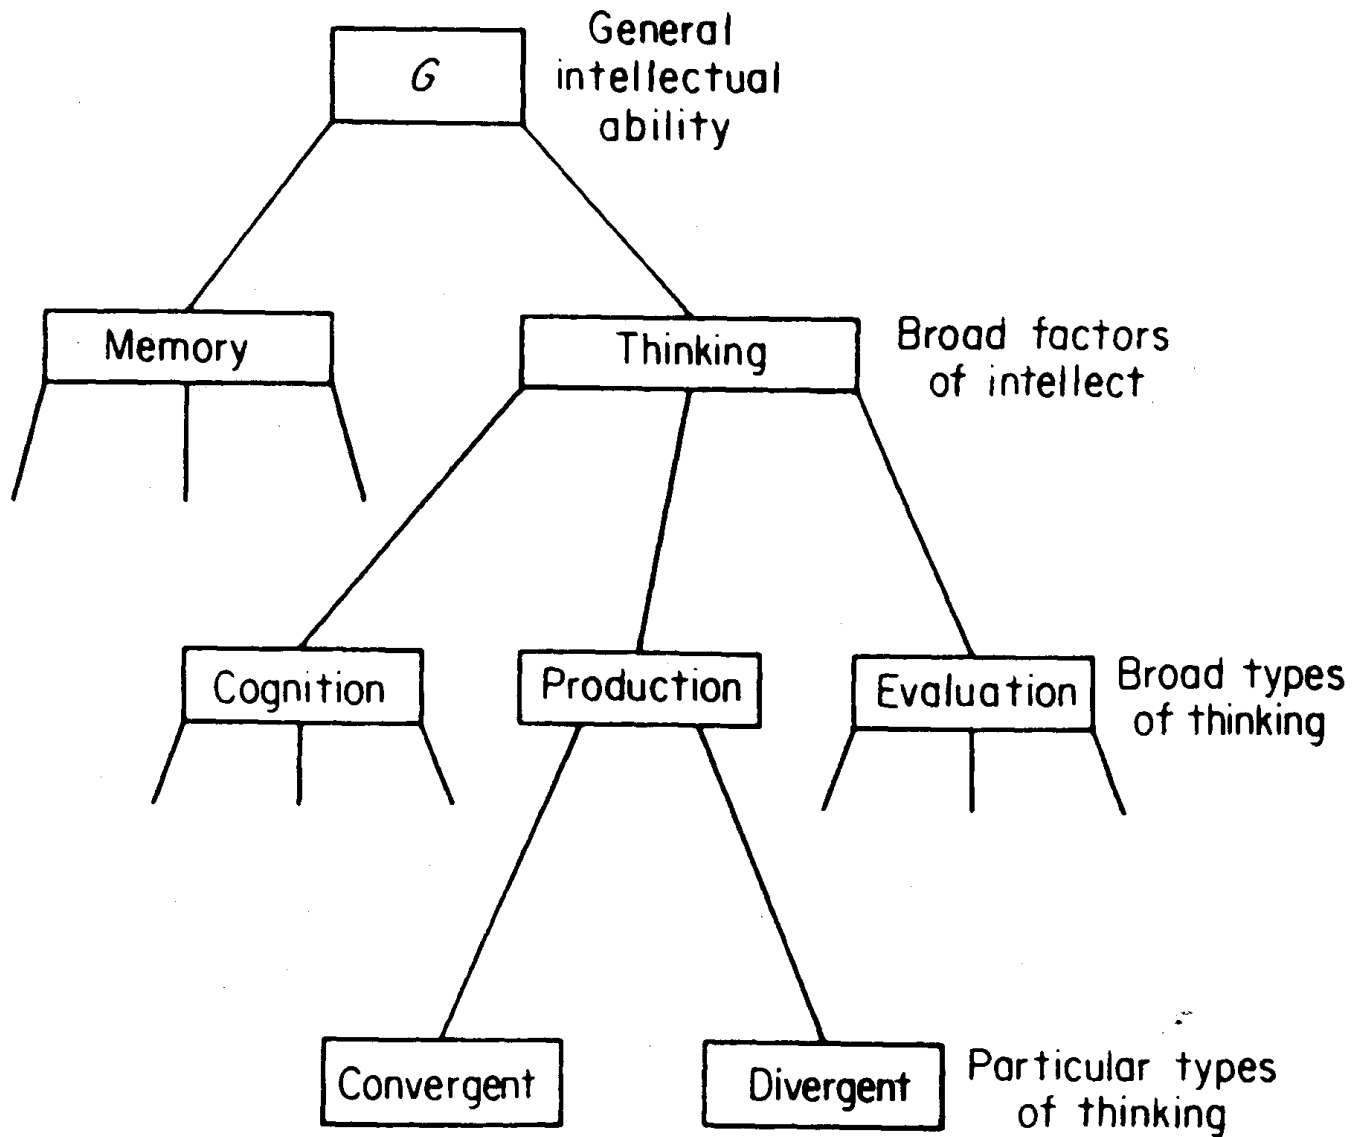 G
General
intellectual
ability
Memory
Thinking
Broad factors
of intellect
Cognition
Production
Evaluation
Broad types
of thinking
Convergent
Divergent
Particular types
of thinking